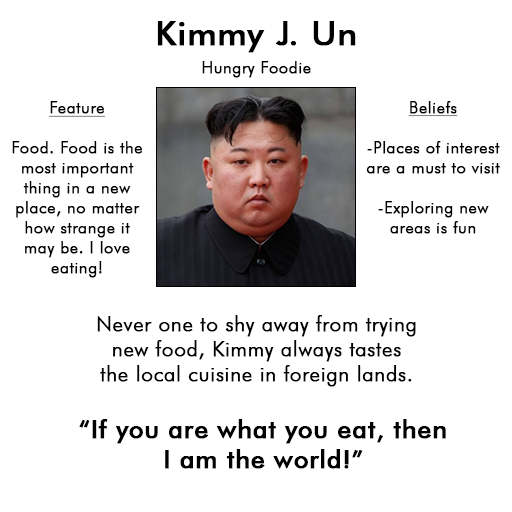 Kimmy J. Un
Hungry Foodie
Feature
Food. Food is the
most important
thing in a new
place, no matter
how strange it
may be. I love
eating!
Beliefs
-Places of interest
are a must to visit
-Exploring new
areas is fun
Never one to shy away from trying
new food, Kimmy always tastes
the local cuisine in foreign lands.
“If you are what you eat, then
I am the world!”